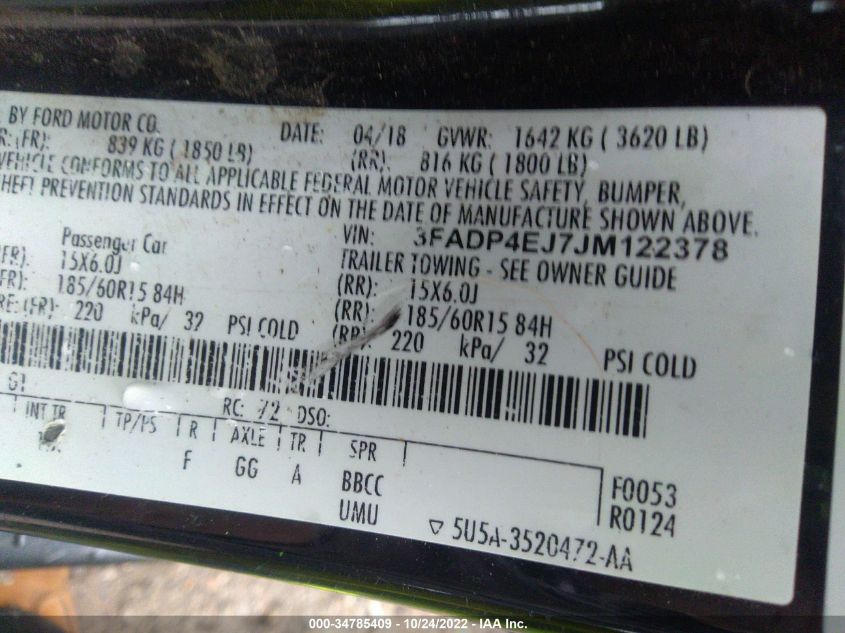 BY FORD MOTOR CO.
DATE: 04/18 GVWR: 1642 KG ( 3620 LB)
(FR): 839 KG ( 1850 LB) (RR): 816 KG ( 1800 LB)
VEHICLE CONFORMS TO ALL APPLICABLE FEDERAL MOTOR VEHICLE SAFETY, BUMPER,
THEFT PREVENTION STANDARDS IN EFFECT ON THE DATE OF MANUFACTURE SHOWN ABOVE.
VIN: 3FADP4EJ7JM122378
Passenger Car TRAILER TOWING - SEE OWNER GUIDE
(FR): 15X6.0J (RR): 15X6.0J
(FR): 185/60R15 84H (RR): 185/60R15 84H
(FR): 220 kPa/ 32 PSI COLD (RR): 220 kPa/ 32 PSI COLD
G1 RC: 72 DSO:
INT TR TP/PS R AXLE TR SPR
F GG A BBCC F0053
UMU R0124
5U5A-3520472-AA
000-34785409 - 10/24/2022 - IAA Inc.